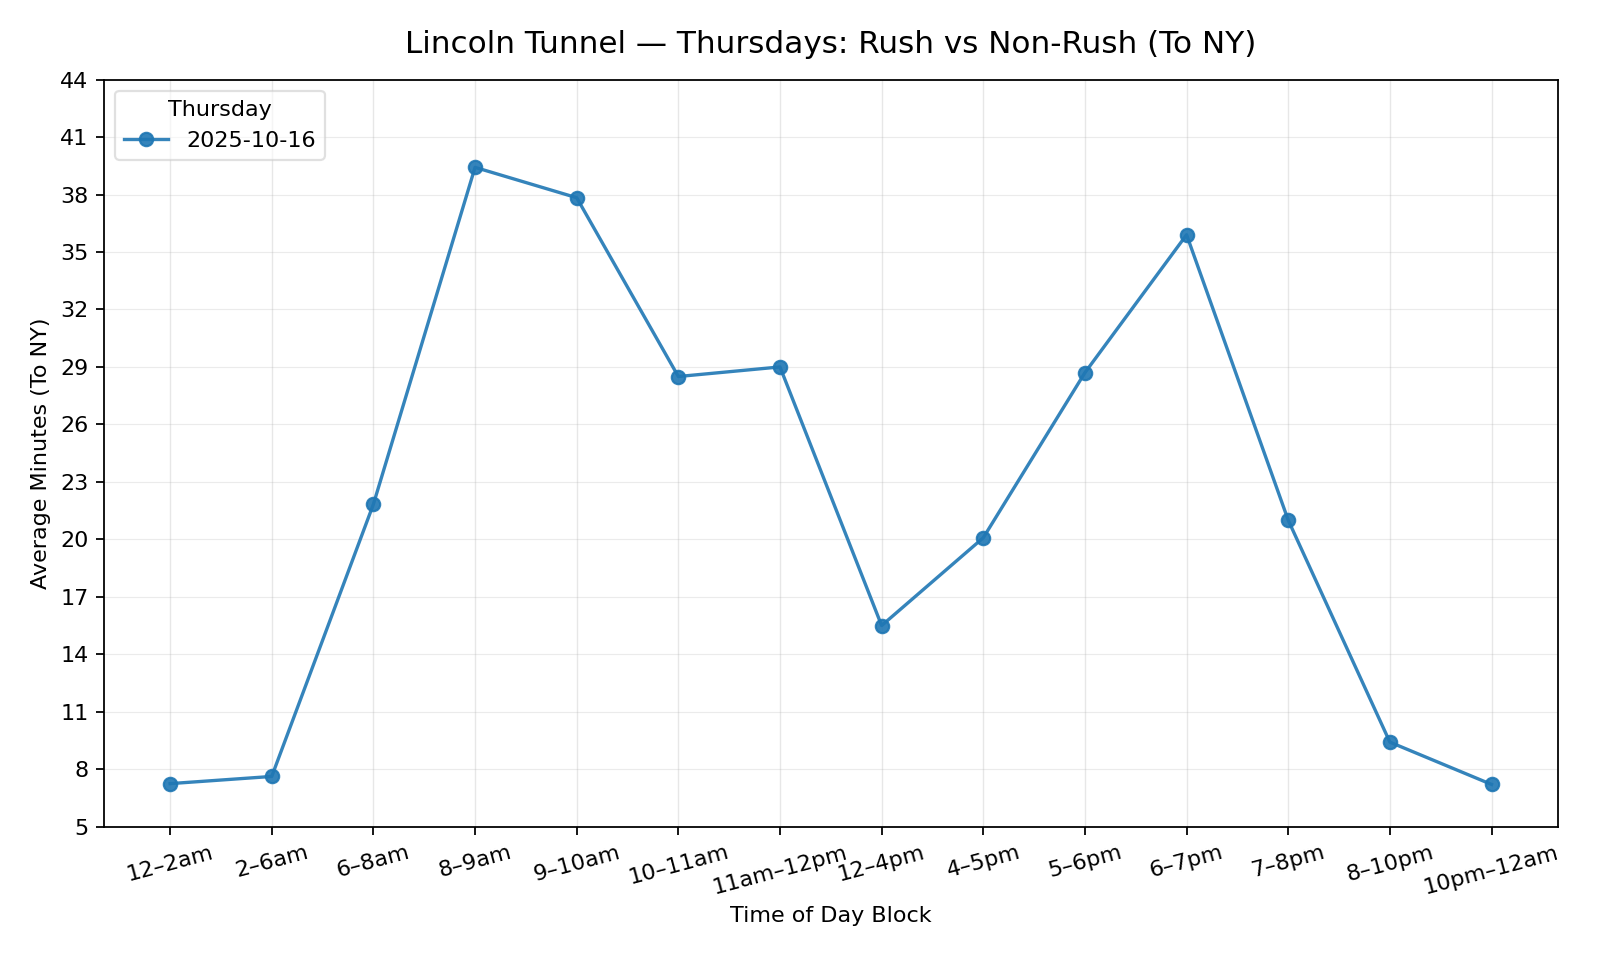 Lincoln Tunnel — Thursdays: Rush vs Non-Rush (To NY)
Thursday
2025-10-16
Average Minutes (To NY)
44
41
38
35
32
29
26
23
20
17
14
11
8
5
12–2am
2–6am
6–8am
8–9am
9–10am
10–11am
11am–12pm
12–4pm
4–5pm
5–6pm
6–7pm
7–8pm
8–10pm
10pm–12am
Time of Day Block